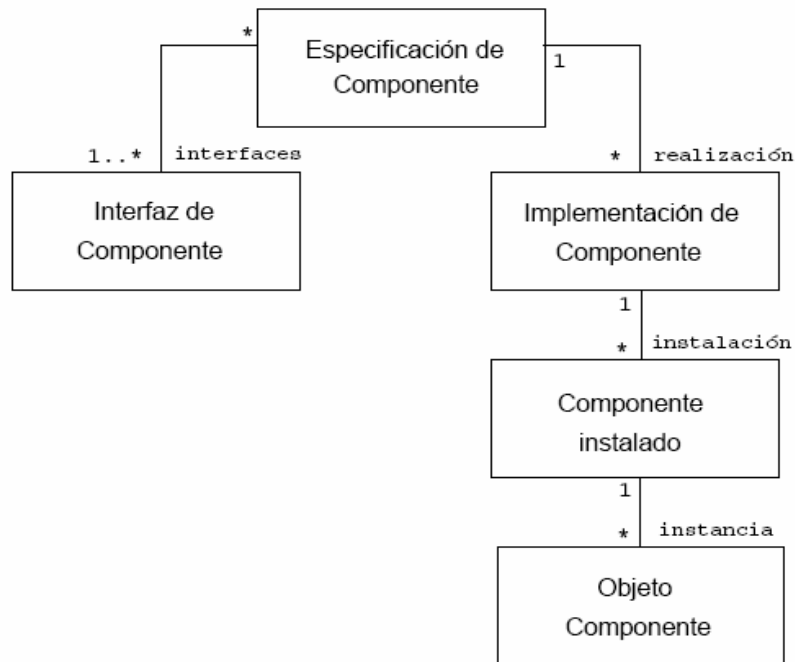 *
Especificación de
Componente
1
1..*
interfaces
*
realización
Interfaz de
Componente
Implementación de
Componente
1
*
instalación
Componente
instalado
1
*
instancia
Objeto
Componente